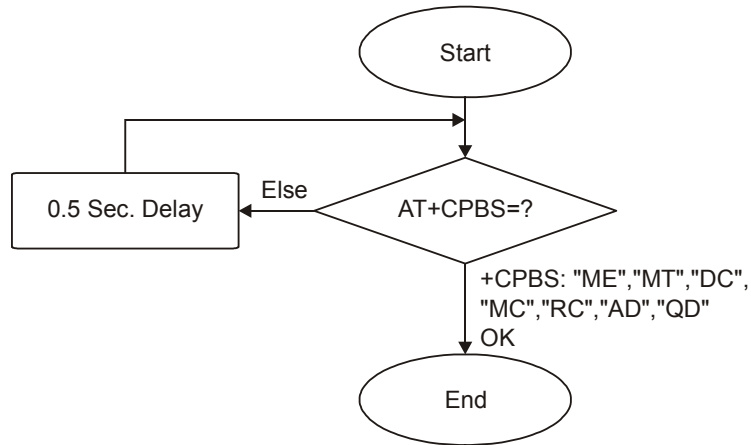 Start
0.5 Sec. Delay
Else
AT+CPBS=?
+CPBS: "ME","MT","DC",
"MC","RC","AD","QD"
OK
End